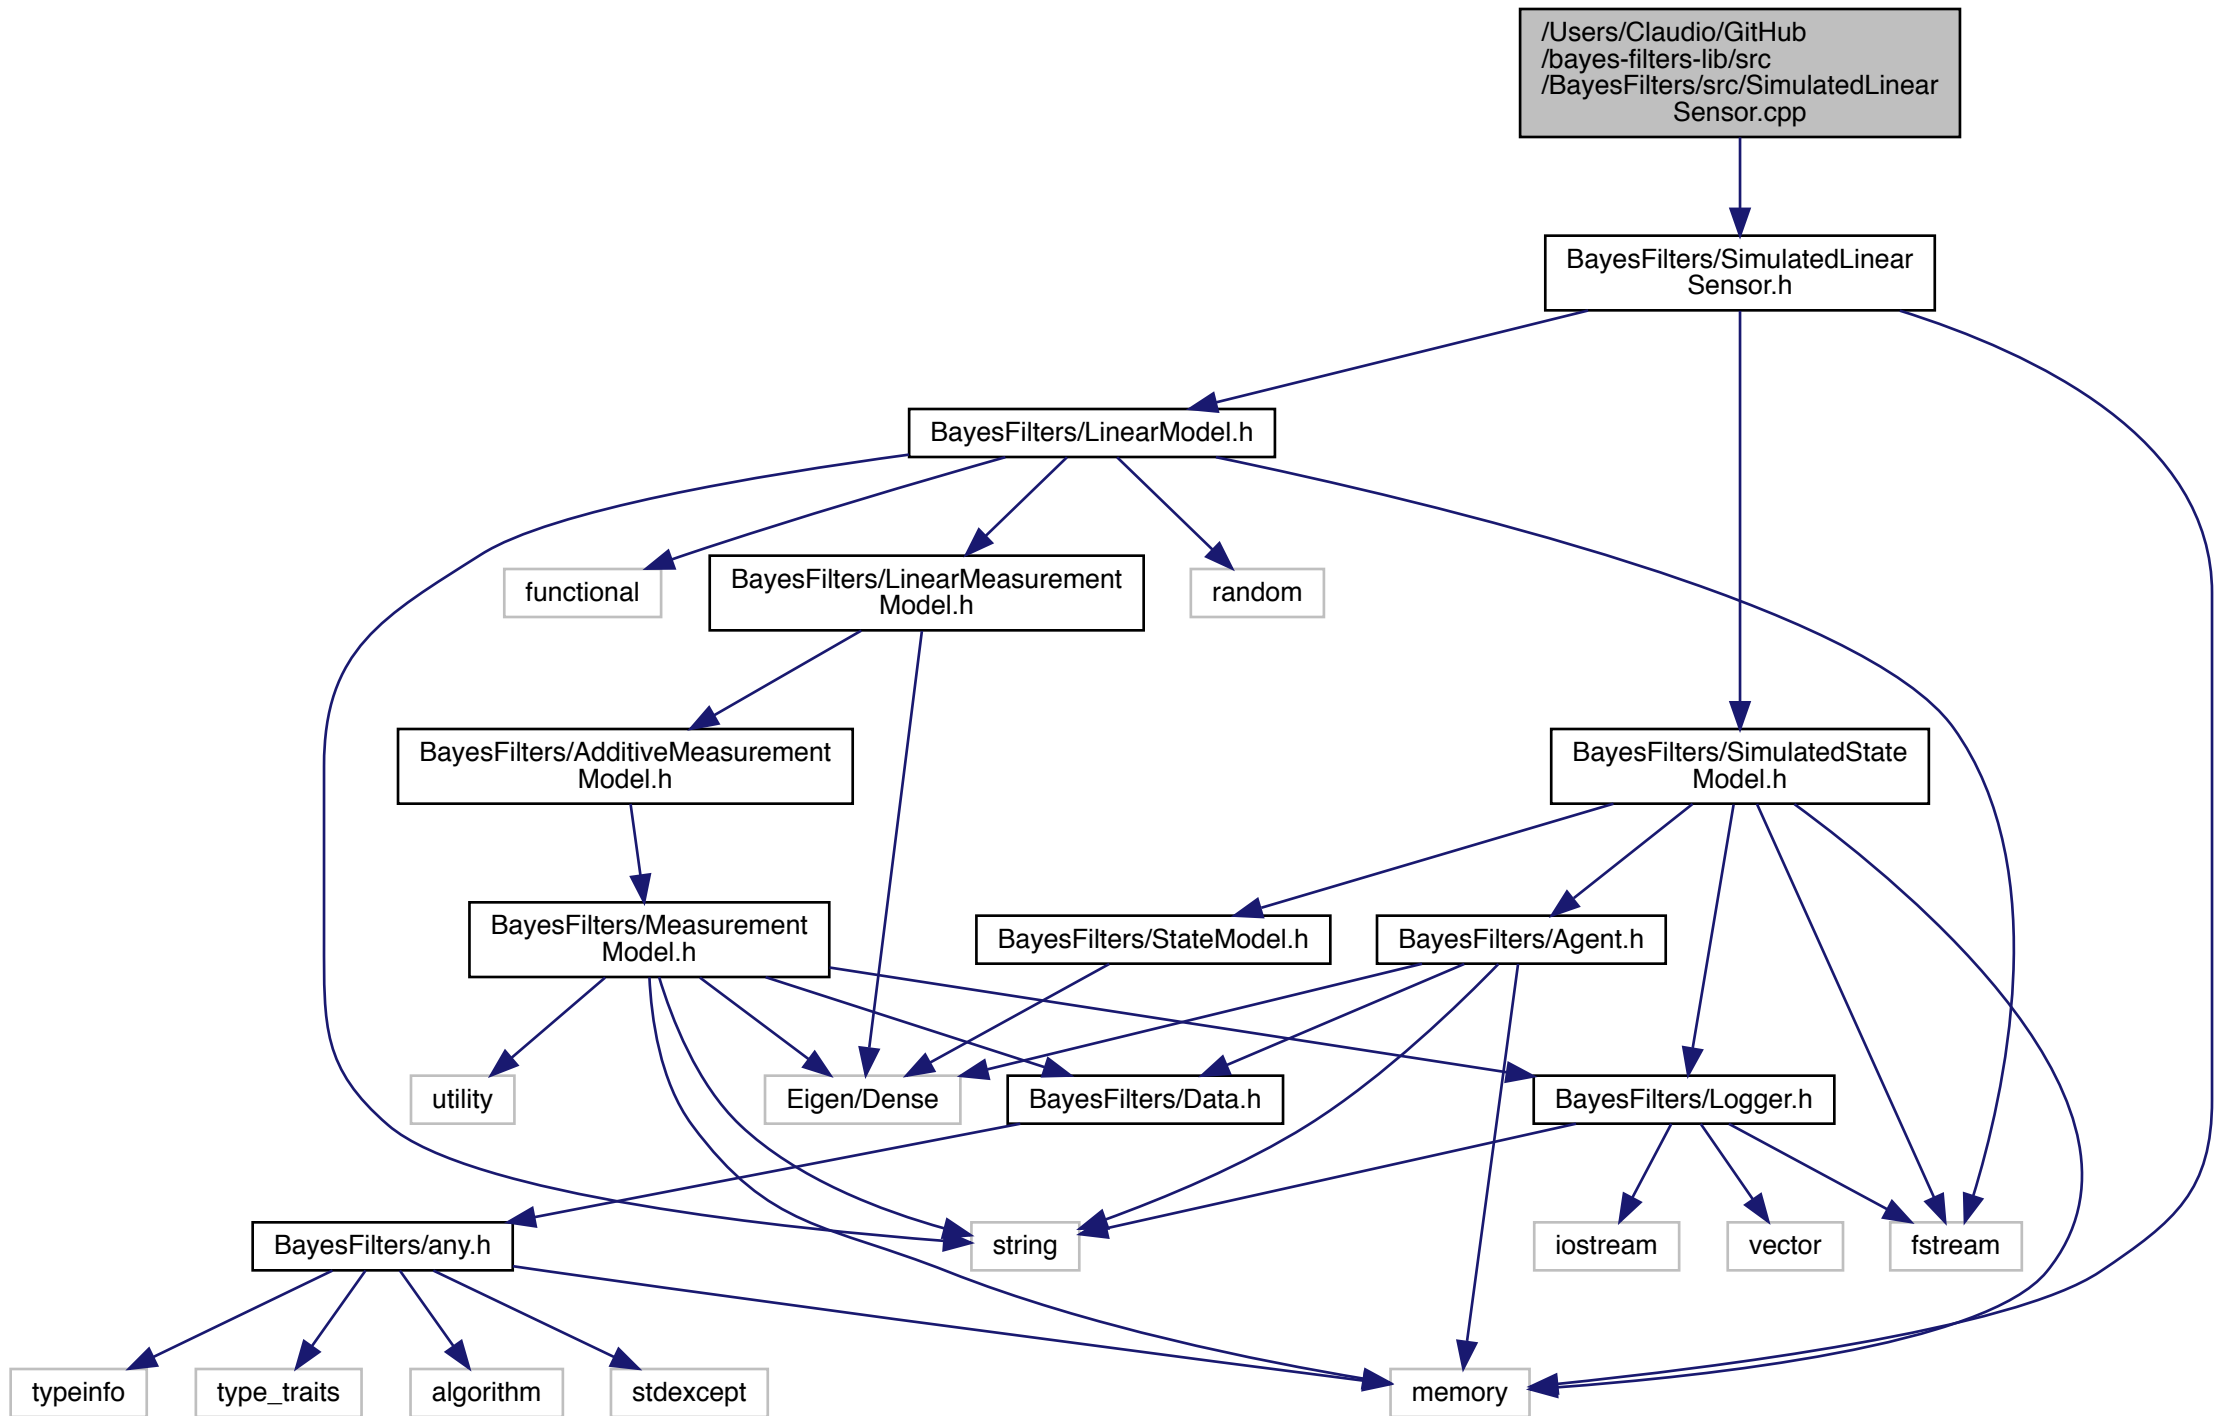 /Users/Claudio/GitHub
/bayes-filters-lib/src
/BayesFilters/src/SimulatedLinear
Sensor.cpp
BayesFilters/SimulatedLinear
Sensor.h
BayesFilters/LinearModel.h
functional
BayesFilters/LinearMeasurement
Model.h
random
BayesFilters/AdditiveMeasurement
Model.h
BayesFilters/SimulatedState
Model.h
BayesFilters/Measurement
Model.h
BayesFilters/StateModel.h
BayesFilters/Agent.h
utility
Eigen/Dense
BayesFilters/Data.h
BayesFilters/Logger.h
BayesFilters/any.h
string
iostream
vector
fstream
typeinfo
type_traits
algorithm
stdexcept
memory